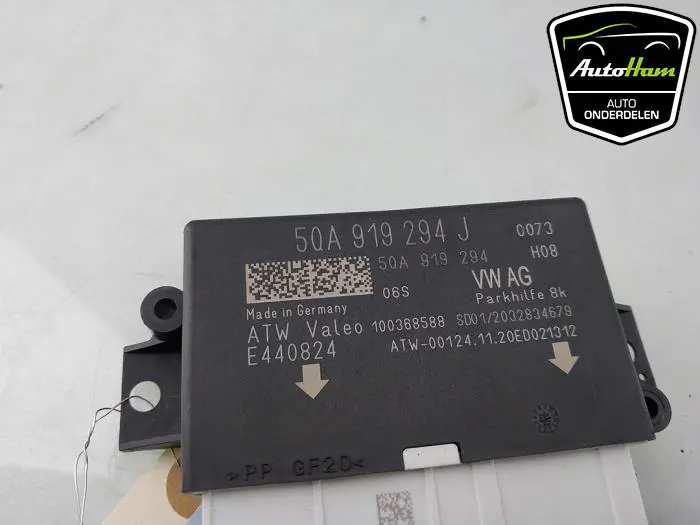 AutoHam
AUTO
ONDERDELEN
5QA 919 294 J
0073
5QA 919 294
H08
06S
VW AG
Made in Germany
Parkhilfe 8k
ATW Valeo 100368588 SD01/2032834679
E440824
ATW-00124.11.20ED021312
>PP GF20<